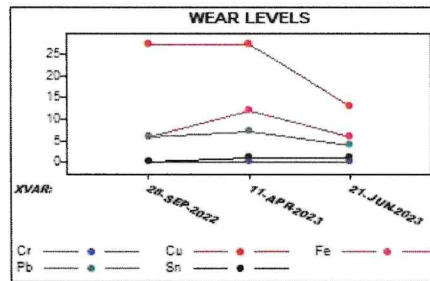 WEAR LEVELS
25
20
15
10
5
0
XVAR:
28-SEP-2022
11-APR-2023
21-JUN-2023
Cr
Cu
Fe
Pb
Sn